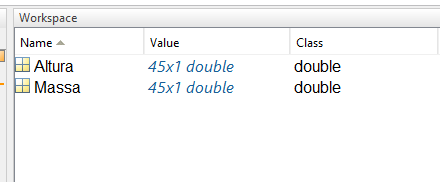 Workspace
Name Value Class
Altura 45x1 double double
Massa 45x1 double double